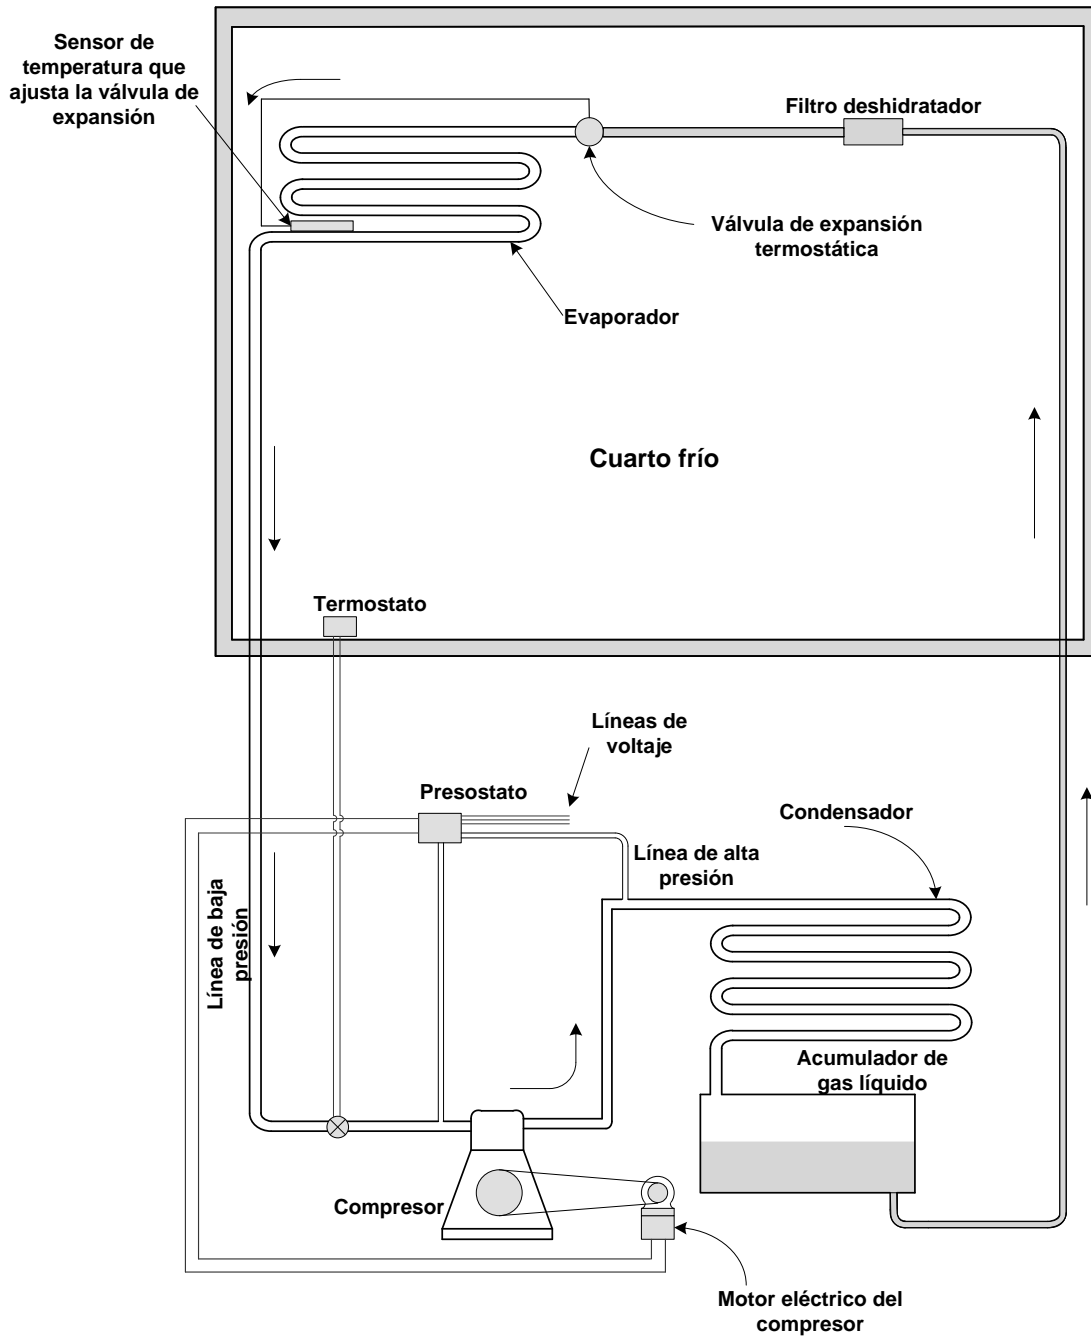 Sensor de
temperatura que
ajusta la válvula de
expansión
Filtro deshidratador
Válvula de expansión
termostática
Evaporador
Cuarto frío
Termostato
Líneas de
voltaje
Presostato
Condensador
Línea de alta
presión
Línea de baja
presión
Acumulador de
gas líquido
Compresor
Motor eléctrico del
compresor